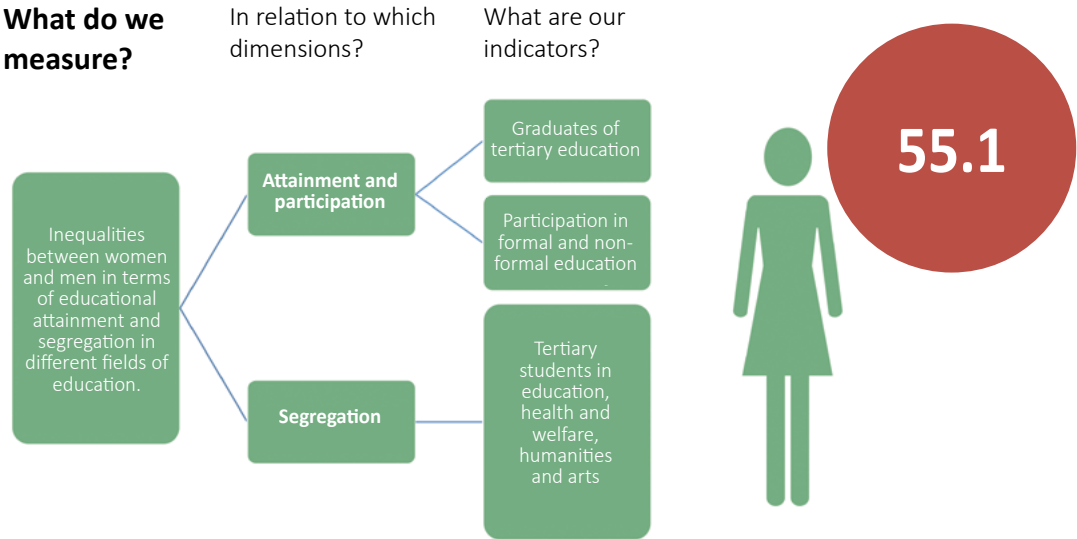 What do we
measure?
In relation to which
dimensions?
What are our
indicators?
Inequalities
between women
and men in terms
of educational
attainment and
segregation in
different fields of
education.
Attainment and
participation
Segregation
Graduates of
tertiary education
Participation in
formal and non-
formal education
Tertiary
students in
education,
health and
welfare,
humanities
and arts
55.1